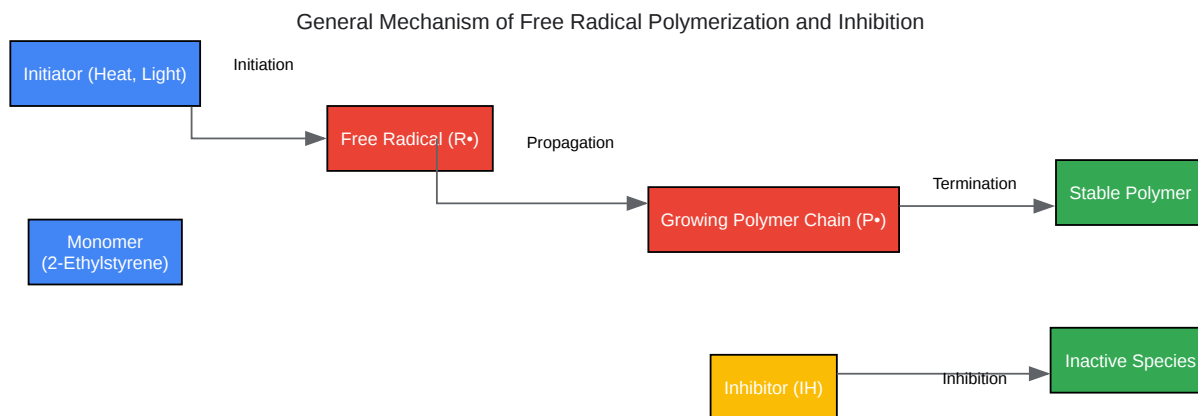 General Mechanism of Free Radical Polymerization and Inhibition
Initiator (Heat, Light)
Initiation
Free Radical (R•)
Propagation
Growing Polymer Chain (P•)
Termination
Stable Polymer
Monomer
(2-Ethylstyrene)
Inhibitor (IH)
Inhibition
Inactive Species